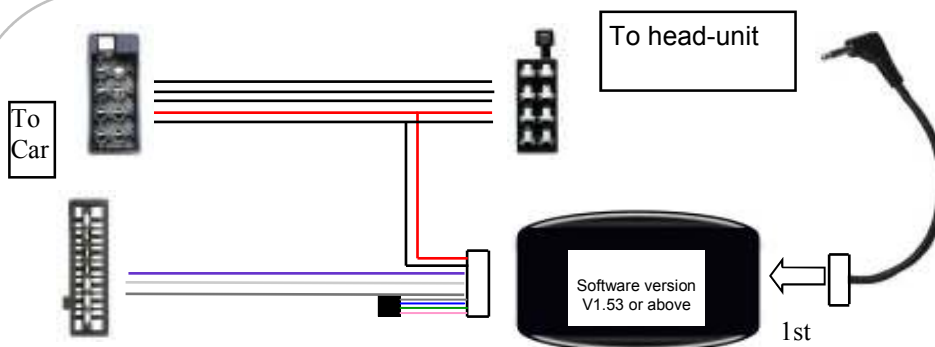 To head-unit
To
Car
Software version
V1.53 or above
1st